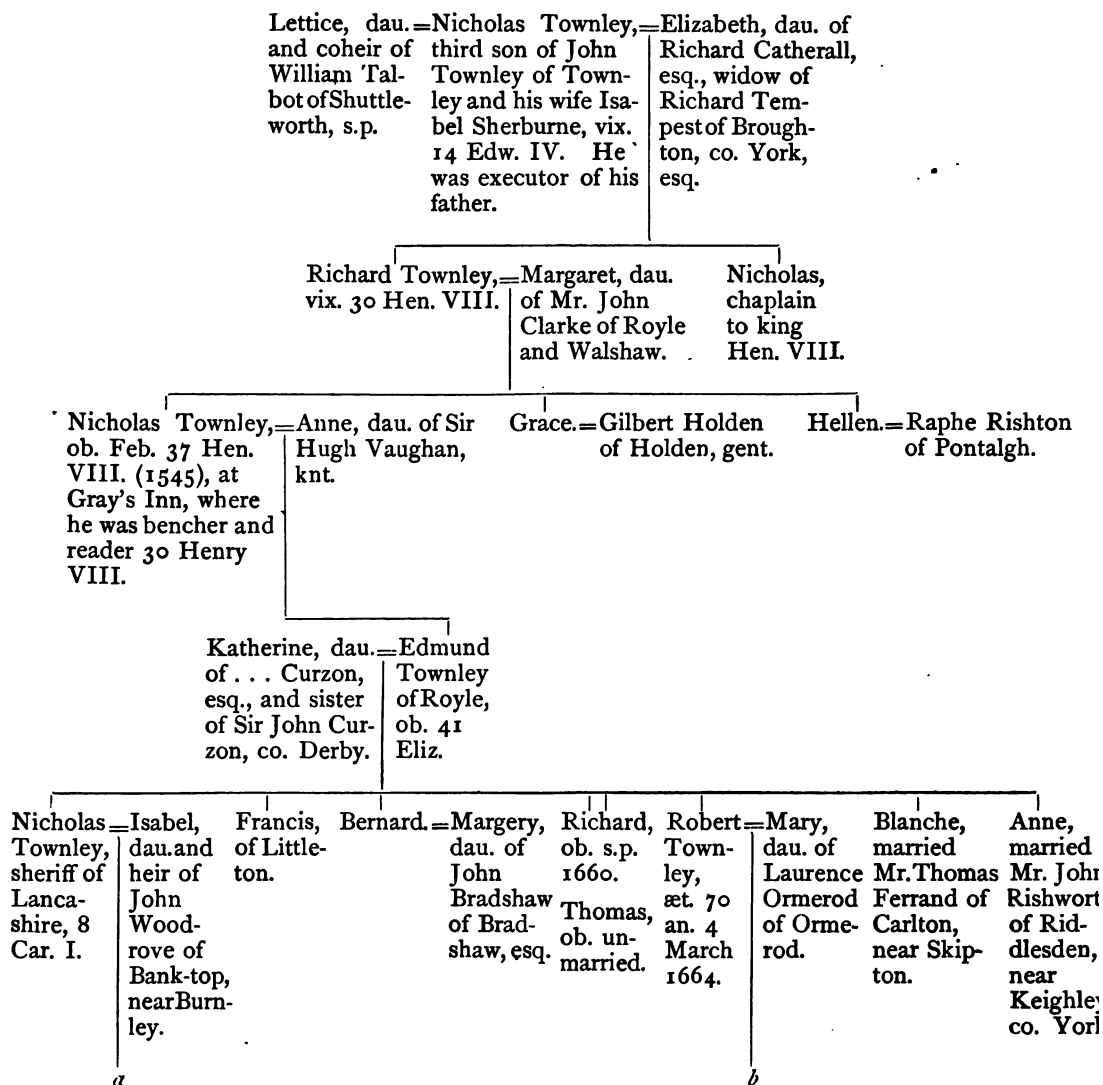 Lettice, dau.
and coheir of
William Tal-
bot of Shuttle-
worth, s.p.
=
Nicholas Townley,
third son of John
Townley of Town-
ley and his wife Isa-
bel Sherburne, vix.
14 Edw. IV. He
was executor of his
father.
=
Elizabeth, dau. of
Richard Catherall,
esq., widow of
Richard Tem-
pest of Brough-
ton, co. York,
esq.
Richard Townley,
vix. 30 Hen. VIII.
=
Margaret, dau.
of Mr. John
Clarke of Royle
and Walshaw.
Nicholas,
chaplain
to king
Hen. VIII.
Nicholas Townley,
ob. Feb. 37 Hen.
VIII. (1545), at
Gray's Inn, where
he was bencher and
reader 30 Henry
VIII.
=
Anne, dau. of Sir
Hugh Vaughan,
knt.
Grace.
=
Gilbert Holden
of Holden, gent.
Hellen.
=
Raphe Rishton
of Pontalgh.
Katherine, dau.
of . . . Curzon,
esq., and sister
of Sir John Cur-
zon, co. Derby.
=
Edmund
Townley
of Royle,
ob. 41
Eliz.
Nicholas
Townley,
sheriff of
Lanca-
shire, 8
Car. I.
=
Isabel,
dau. and
heir of
John
Wood-
rove of
Bank-top,
near Burn-
ley.
Francis,
of Little-
ton.
Bernard.
=
Margery,
dau. of
John
Bradshaw
of Brad-
shaw, esq.
Richard,
ob. s.p.
1660.
Thomas,
ob. un-
married.
Robert
Town-
ley,
æt. 70
an. 4
March
1664.
=
Mary,
dau. of
Laurence
Ormerod
of Orme-
rod.
Blanche,
married
Mr. Thomas
Ferrand of
Carlton,
near Skip-
ton.
Anne,
married
Mr. John
Rishwort
of Rid-
dlesden,
near
Keighley
co. York
a
b